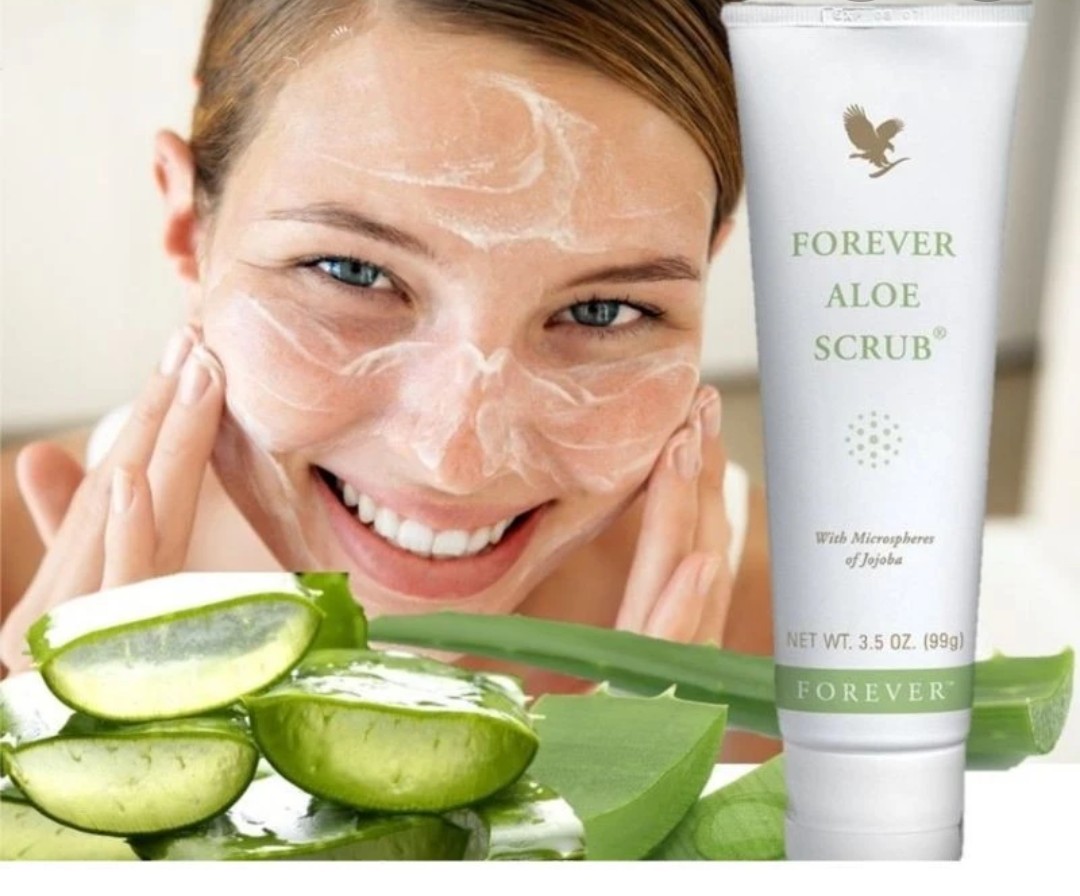 FOREVER
ALOE
SCRUB®
With Microspheres
of Jojoba
NET WT. 3.5 OZ. (99g)
FOREVER™